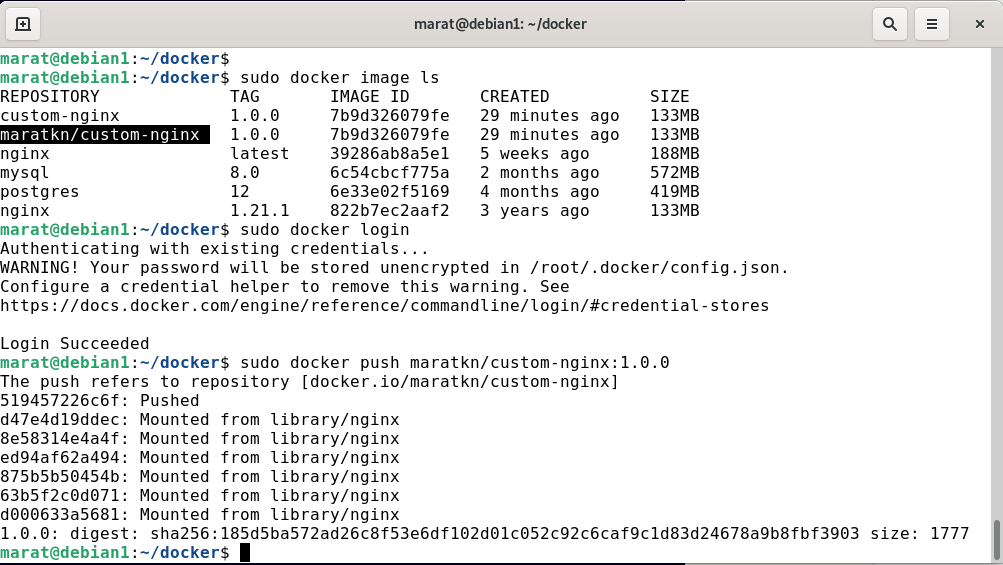 marat@debian1: ~/docker
marat@debian1:~/docker$
marat@debian1:~/docker$ sudo docker image ls
REPOSITORY             TAG       IMAGE ID       CREATED          SIZE
custom-nginx           1.0.0     7b9d326079fe   29 minutes ago   133MB
maratkn/custom-nginx   1.0.0     7b9d326079fe   29 minutes ago   133MB
nginx                  latest    39286ab8a5e1   5 weeks ago      188MB
mysql                  8.0       6c54cbcf775a   2 months ago     572MB
postgres               12        6e33e02f5169   4 months ago     419MB
nginx                  1.21.1    822b7ec2aaf2   3 years ago      133MB
marat@debian1:~/docker$ sudo docker login
Authenticating with existing credentials...
WARNING! Your password will be stored unencrypted in /root/.docker/config.json.
Configure a credential helper to remove this warning. See
https://docs.docker.com/engine/reference/commandline/login/#credential-stores
Login Succeeded
marat@debian1:~/docker$ sudo docker push maratkn/custom-nginx:1.0.0
The push refers to repository [docker.io/maratkn/custom-nginx]
519457226c6f: Pushed
d47e4d19ddec: Mounted from library/nginx
8e58314e4a4f: Mounted from library/nginx
ed94af62a494: Mounted from library/nginx
875b5b50454b: Mounted from library/nginx
63b5f2c0d071: Mounted from library/nginx
d000633a5681: Mounted from library/nginx
1.0.0: digest: sha256:185d5ba572ad26c8f53e6df102d01c052c92c6caf9c1d83d24678a9b8fbf3903 size: 1777
marat@debian1:~/docker$